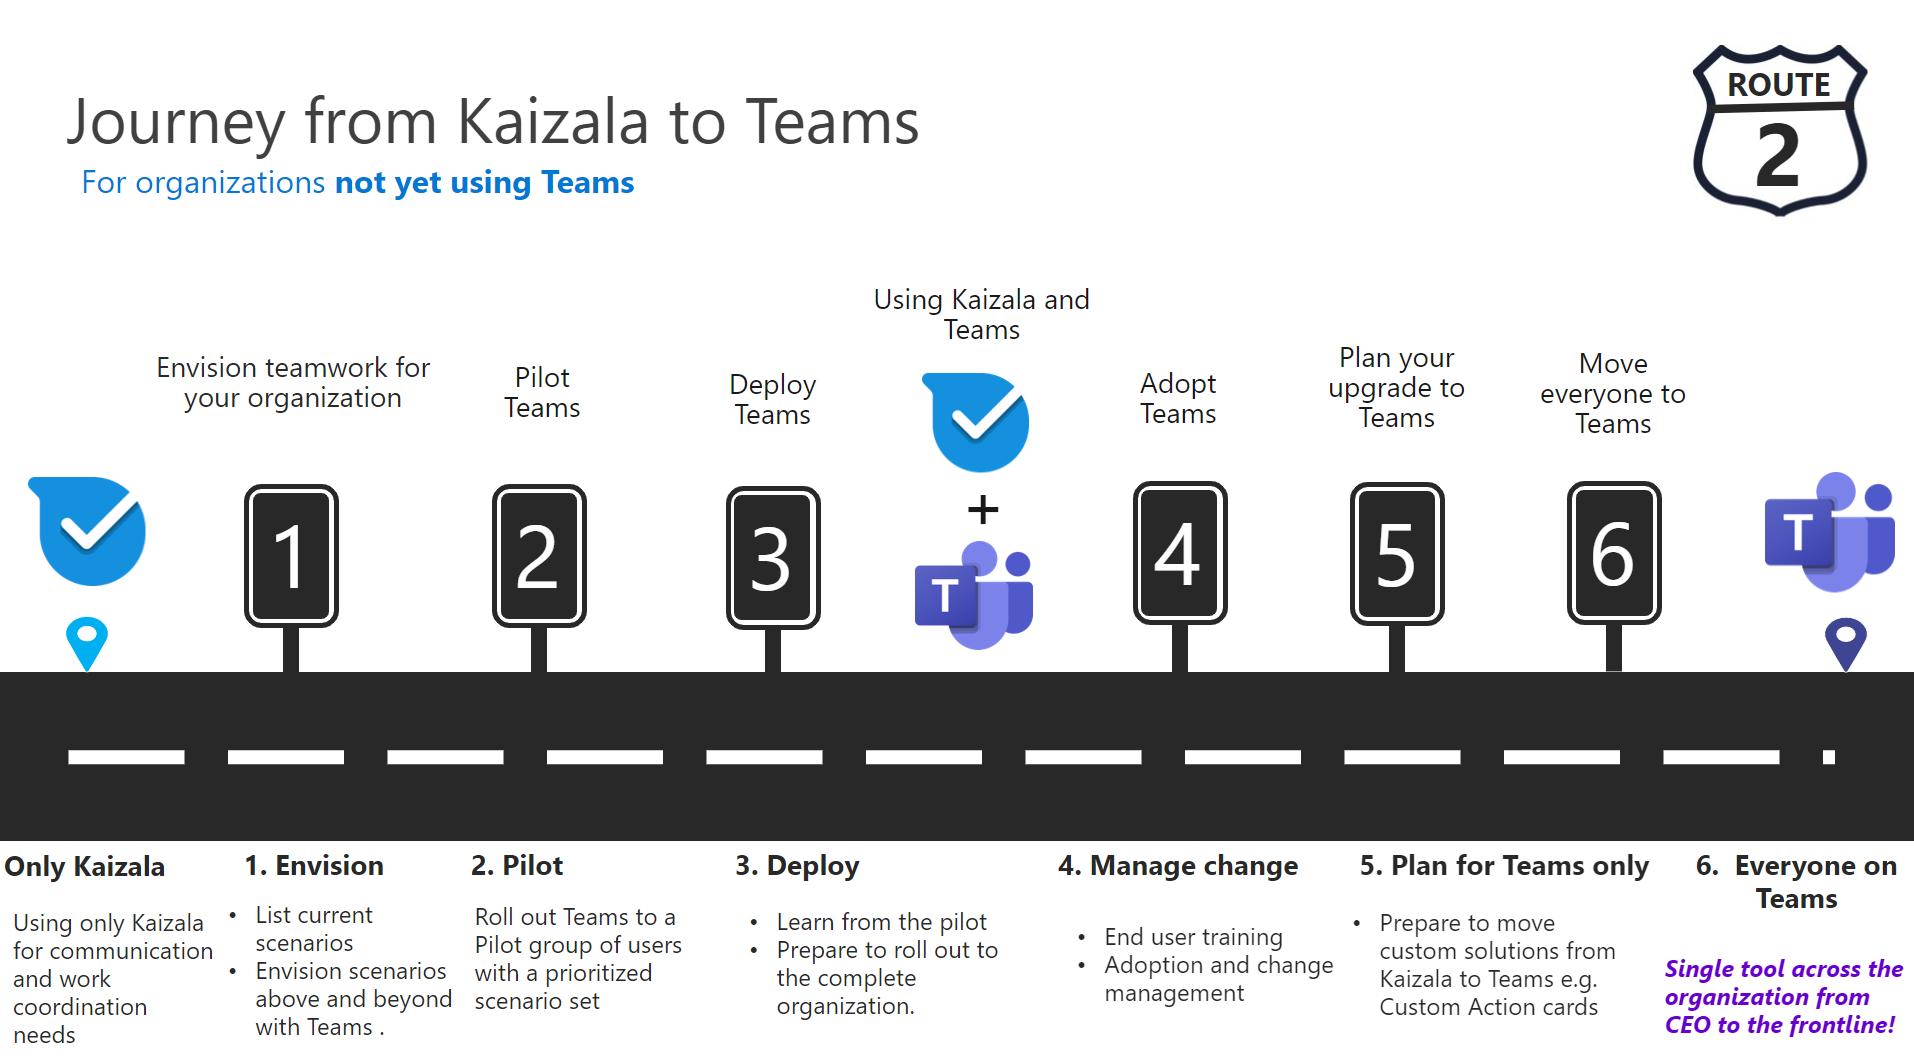 Journey from Kaizala to Teams
For organizations not yet using Teams
ROUTE
2
Envision teamwork for
your organization
Pilot
Teams
Deploy
Teams
Using Kaizala and
Teams
+
Adopt
Teams
Plan your
upgrade to
Teams
Move
everyone to
Teams
1
2
3
T
4
5
6
T
Only Kaizala
Using only Kaizala
for communication
and work
coordination
needs
1. Envision
• List current
scenarios
• Envision scenarios
above and beyond
with Teams .
2. Pilot
Roll out Teams to a
Pilot group of users
with a prioritized
scenario set
3. Deploy
• Learn from the pilot
• Prepare to roll out to
the complete
organization.
4. Manage change
• End user training
• Adoption and change
management
5. Plan for Teams only
• Prepare to move
custom solutions from
Kaizala to Teams e.g.
Custom Action cards
6. Everyone on
Teams
Single tool across the
organization from
CEO to the frontline!